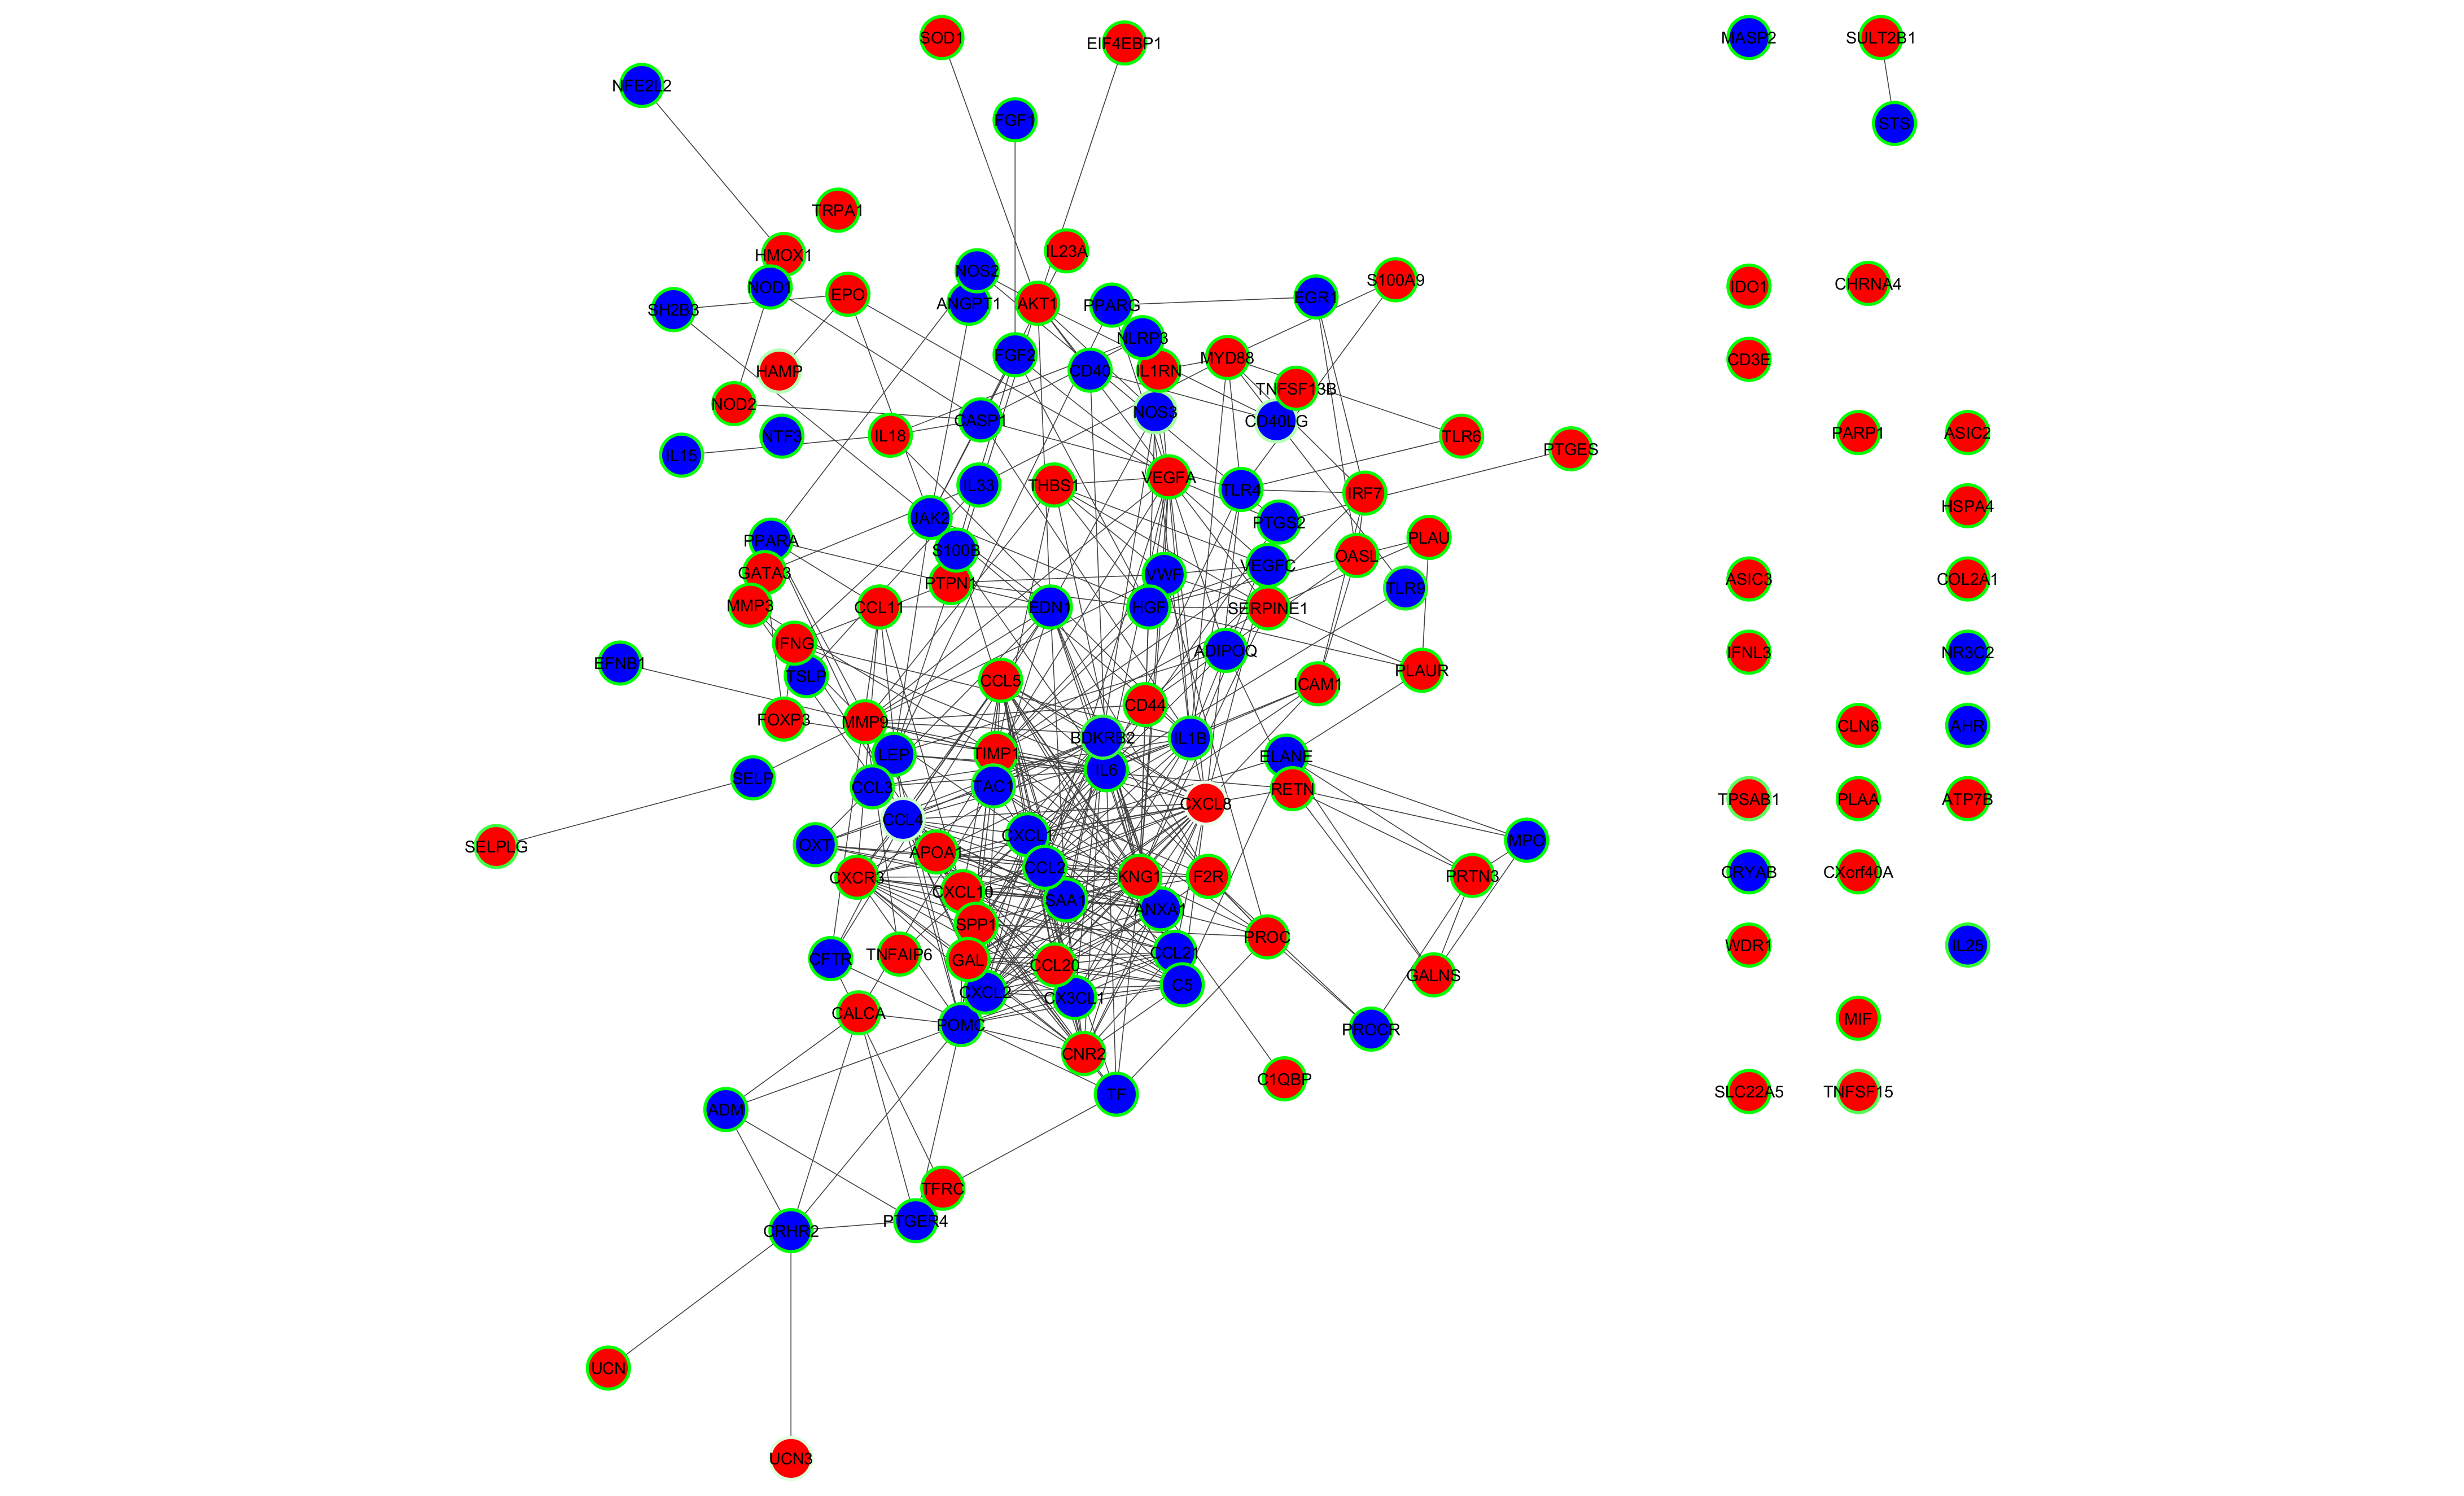 SOD1
EIF4EBP1
MASP2
SULT2B1
NFE2L2
FGF1
STS
TRPA1
HMOX1
IL23A
NOS2
NOD1
S100A9
CHRNA4
IDO1
EPO
EGR1
SH2B3
ANGPT1
AKT1
PPARG
NLRP3
FGF2
MYD88
CD3E
HAMP
CD40
IL1RN
TNFSF13B
NOD2
NOS3
CASP1
CD40LG
IL18
NTF3
TLR6
PARP1
ASIC2
IL15
PTGES
VEGFA
IL33
THBS1
TLR4
IRF7
HSPA4
JAK2
PTGS2
PLAU
PPARA
S100B
OASL
VEGFC
GATA3
VWF
PTPN1
TLR9
ASIC3
COL2A1
MMP3
CCL11
EDN1
HGF
SERPINE1
IFNG
ADIPOQ
IFNL3
NR3C2
EFNB1
TSLP
CCL5
ICAM1
PLAUR
CD44
FOXP3
MMP9
CLN6
AHR
BDKRB2
IL1B
LEP
TIMP1
ELANE
IL6
SELP
CCL3
TAC1
RETN
TPSAB1
PLAA
ATP7B
CXCL8
CCL4
CXCL1
MPO
SELPLG
OXT
APOA1
CCL2
CXCR3
KNG1
F2R
PRTN3
CRYAB
CXorf40A
CXCL10
SAA1
ANXA1
SPP1
PROC
WDR1
IL25
CFTR
TNFAIP6
GAL
CCL20
CCL21
GALNS
CXCL2
CX3CL1
C5
CALCA
POMC
PROCR
MIF
CNR2
C1QBP
TF
SLC22A5
TNFSF15
ADM
TFRC
PTGER4
CRHR2
UCN
UCN3